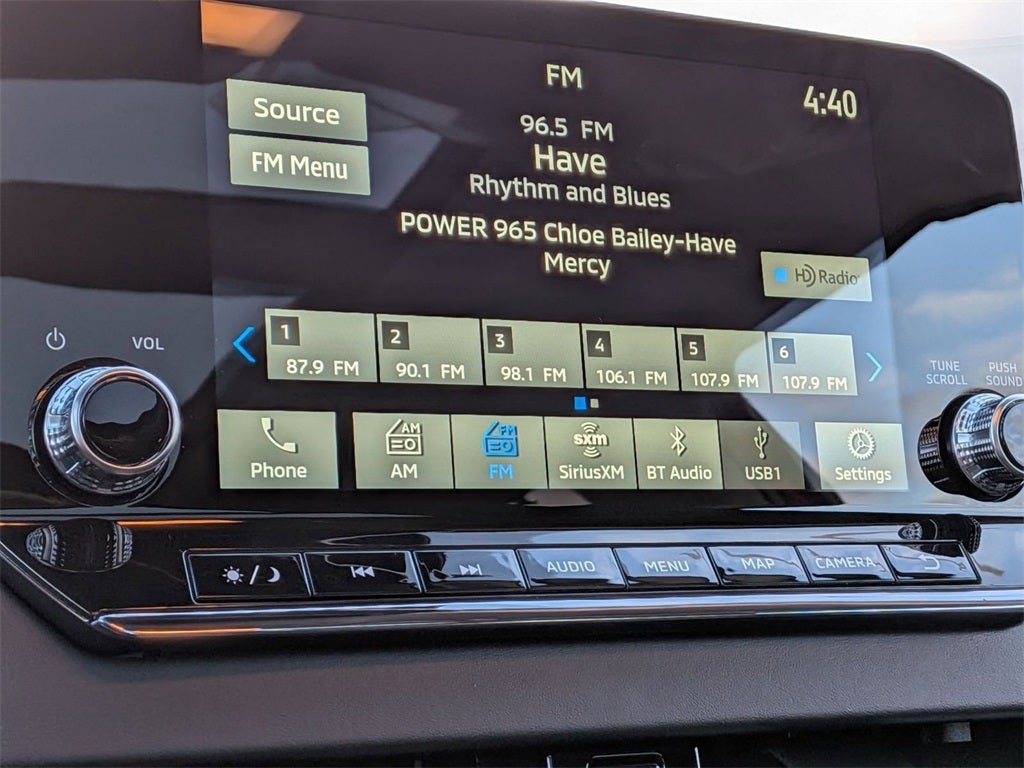 FM
4:40
Source
FM Menu
96.5 FM
Have
Rhythm and Blues
POWER 965 Chloe Bailey-Have
Mercy
HD Radio
1
87.9 FM
2
90.1 FM
3
98.1 FM
4
106.1 FM
5
107.9 FM
6
107.9 FM
VOL
TUNE
SCROLL
PUSH
SOUND
Phone
AM
AM
FM
FM
sxm
SiriusXM
BT Audio
USB1
Settings
AUDIO
MENU
MAP
CAMERA